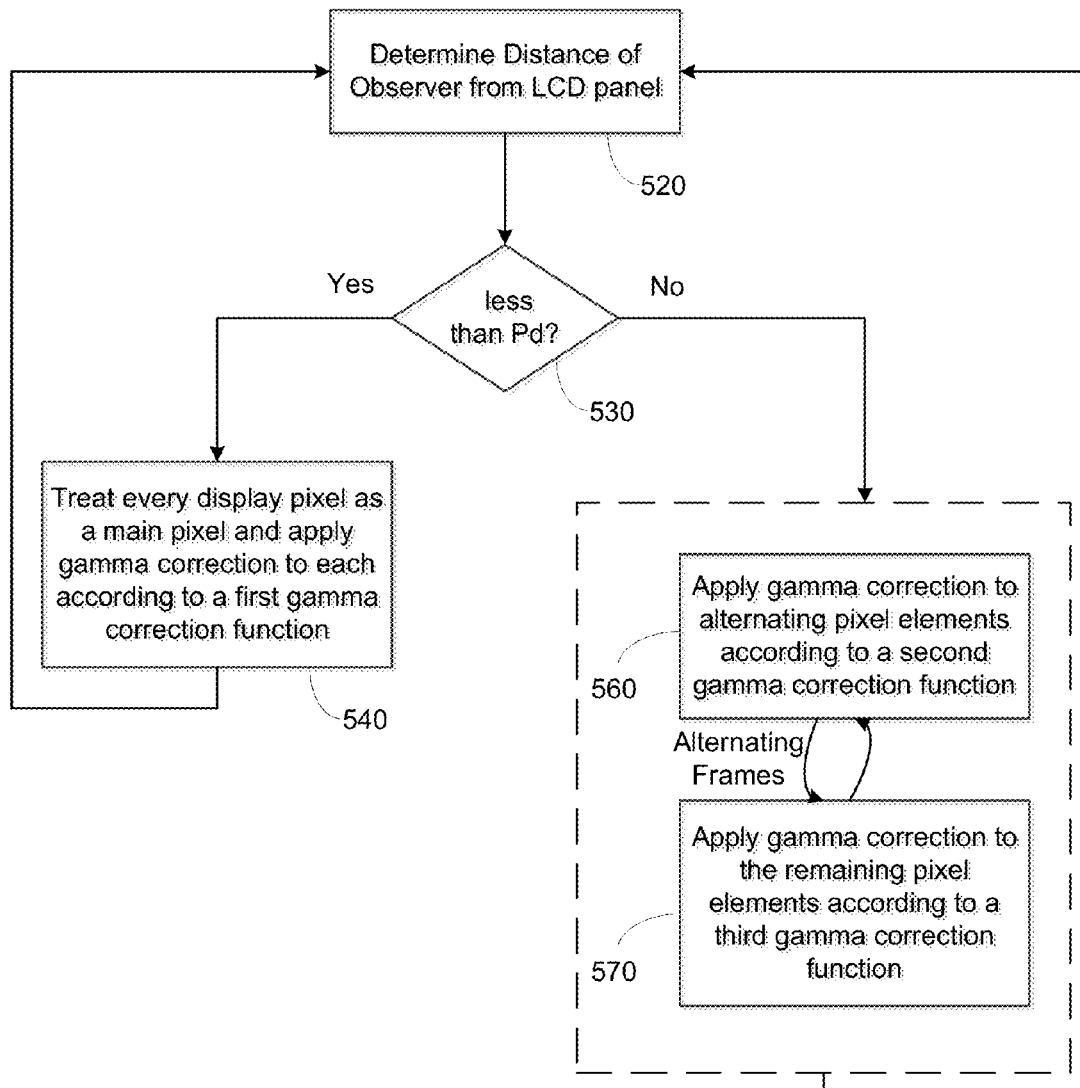 Determine Distance of
Observer from LCD panel
520
Yes
No
less
than Pd?
530
Treat every display pixel as
a main pixel and apply
gamma correction to each
according to a first gamma
correction function
540
Apply gamma correction to
alternating pixel elements
according to a second
gamma correction function
560
Alternating
Frames
Apply gamma correction to
the remaining pixel
elements according to a
third gamma correction
function
570